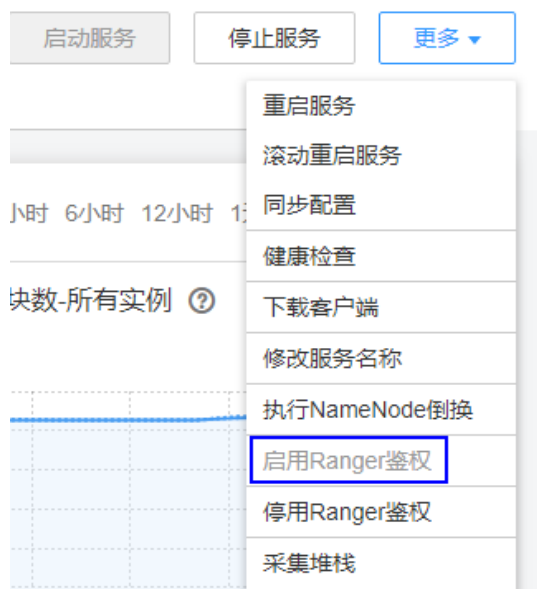 启动服务 停止服务 更多
重启服务
滚动重启服务
小时 6小时 12小时 1
同步配置
健康检查
块数-所有实例 ?
下载客户端
修改服务名称
执行NameNode倒换
启用Ranger鉴权
停用Ranger鉴权
采集堆栈